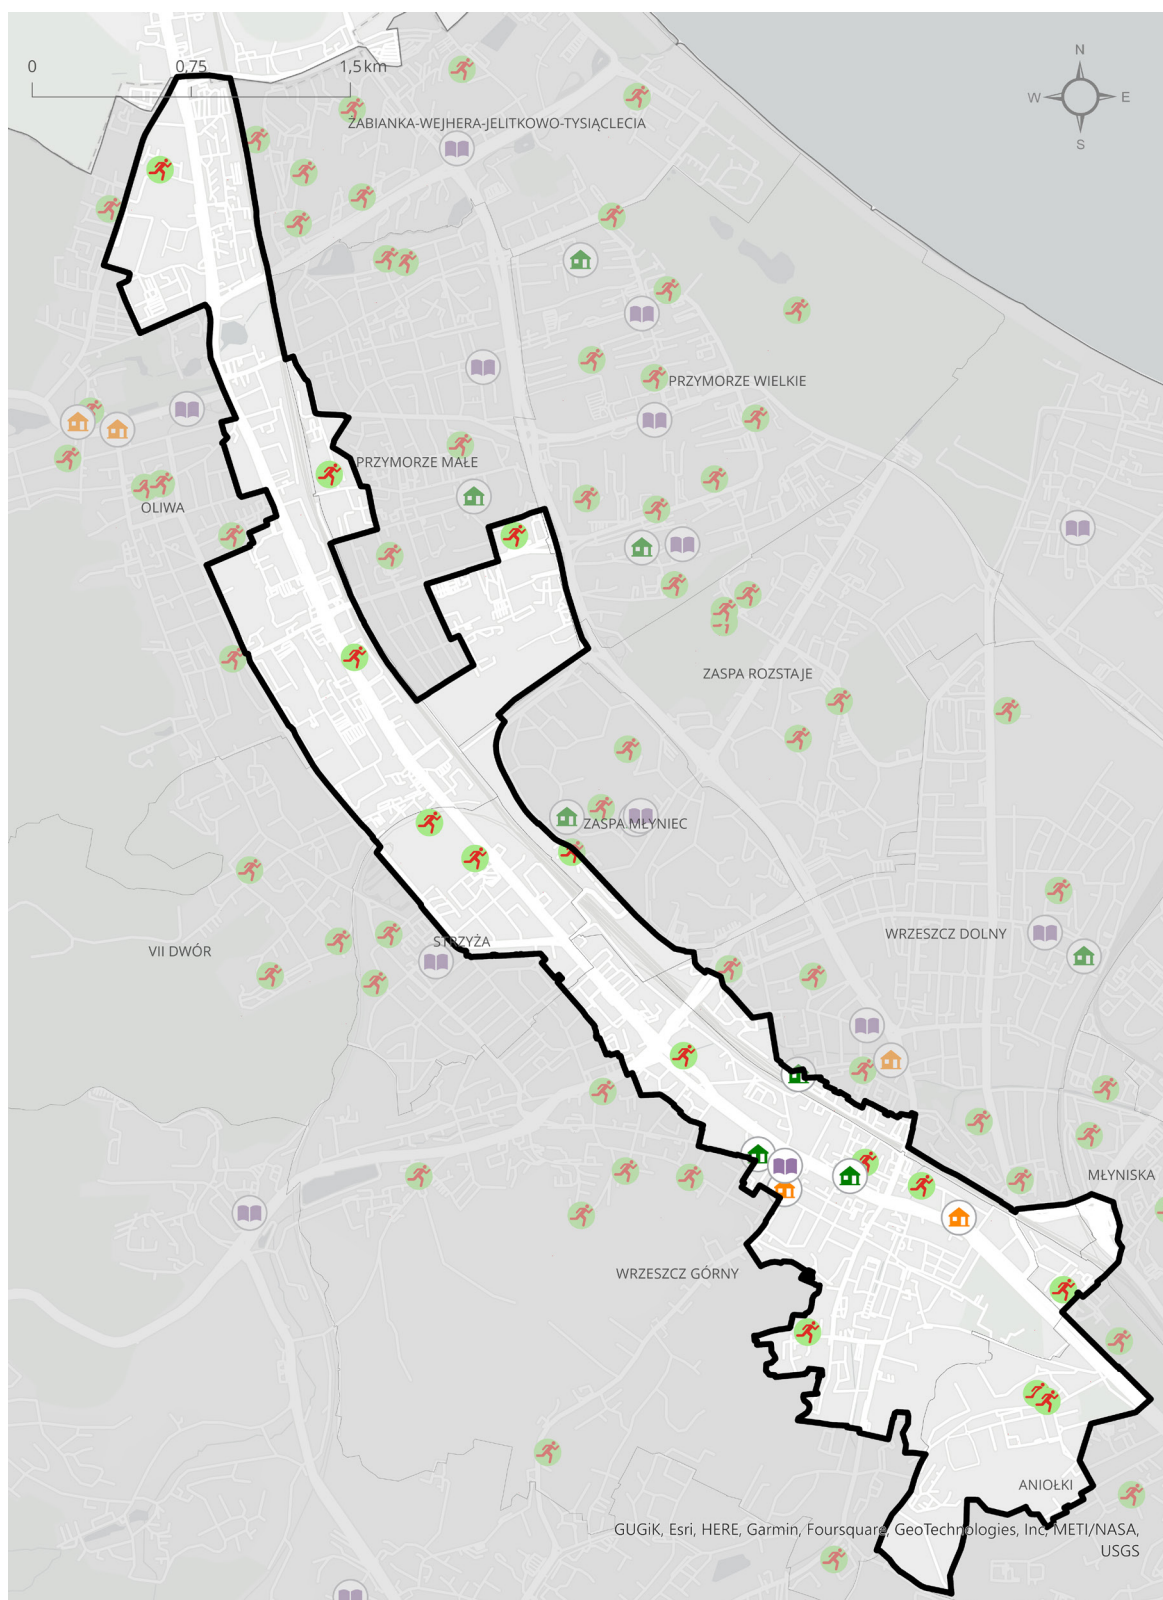 0 0,75 1,5 km
N
W E
S
ŻABIANKA-WEJHERA-JELITKOWO-TYSIĄCLECIA
PRZYMORZE WIELKIE
PRZYMORZE MAŁE
OLIWA
ZASPA ROZSTAJE
ZASPA MŁYNIEC
WRZESZCZ DOLNY
STRZYŻA
VII DWÓR
MŁYNISKA
WRZESZCZ GÓRNY
ANIOŁKI
GUGiK, Esri, HERE, Garmin, Foursquare, GeoTechnologies, Inc, METI/NASA,
USGS